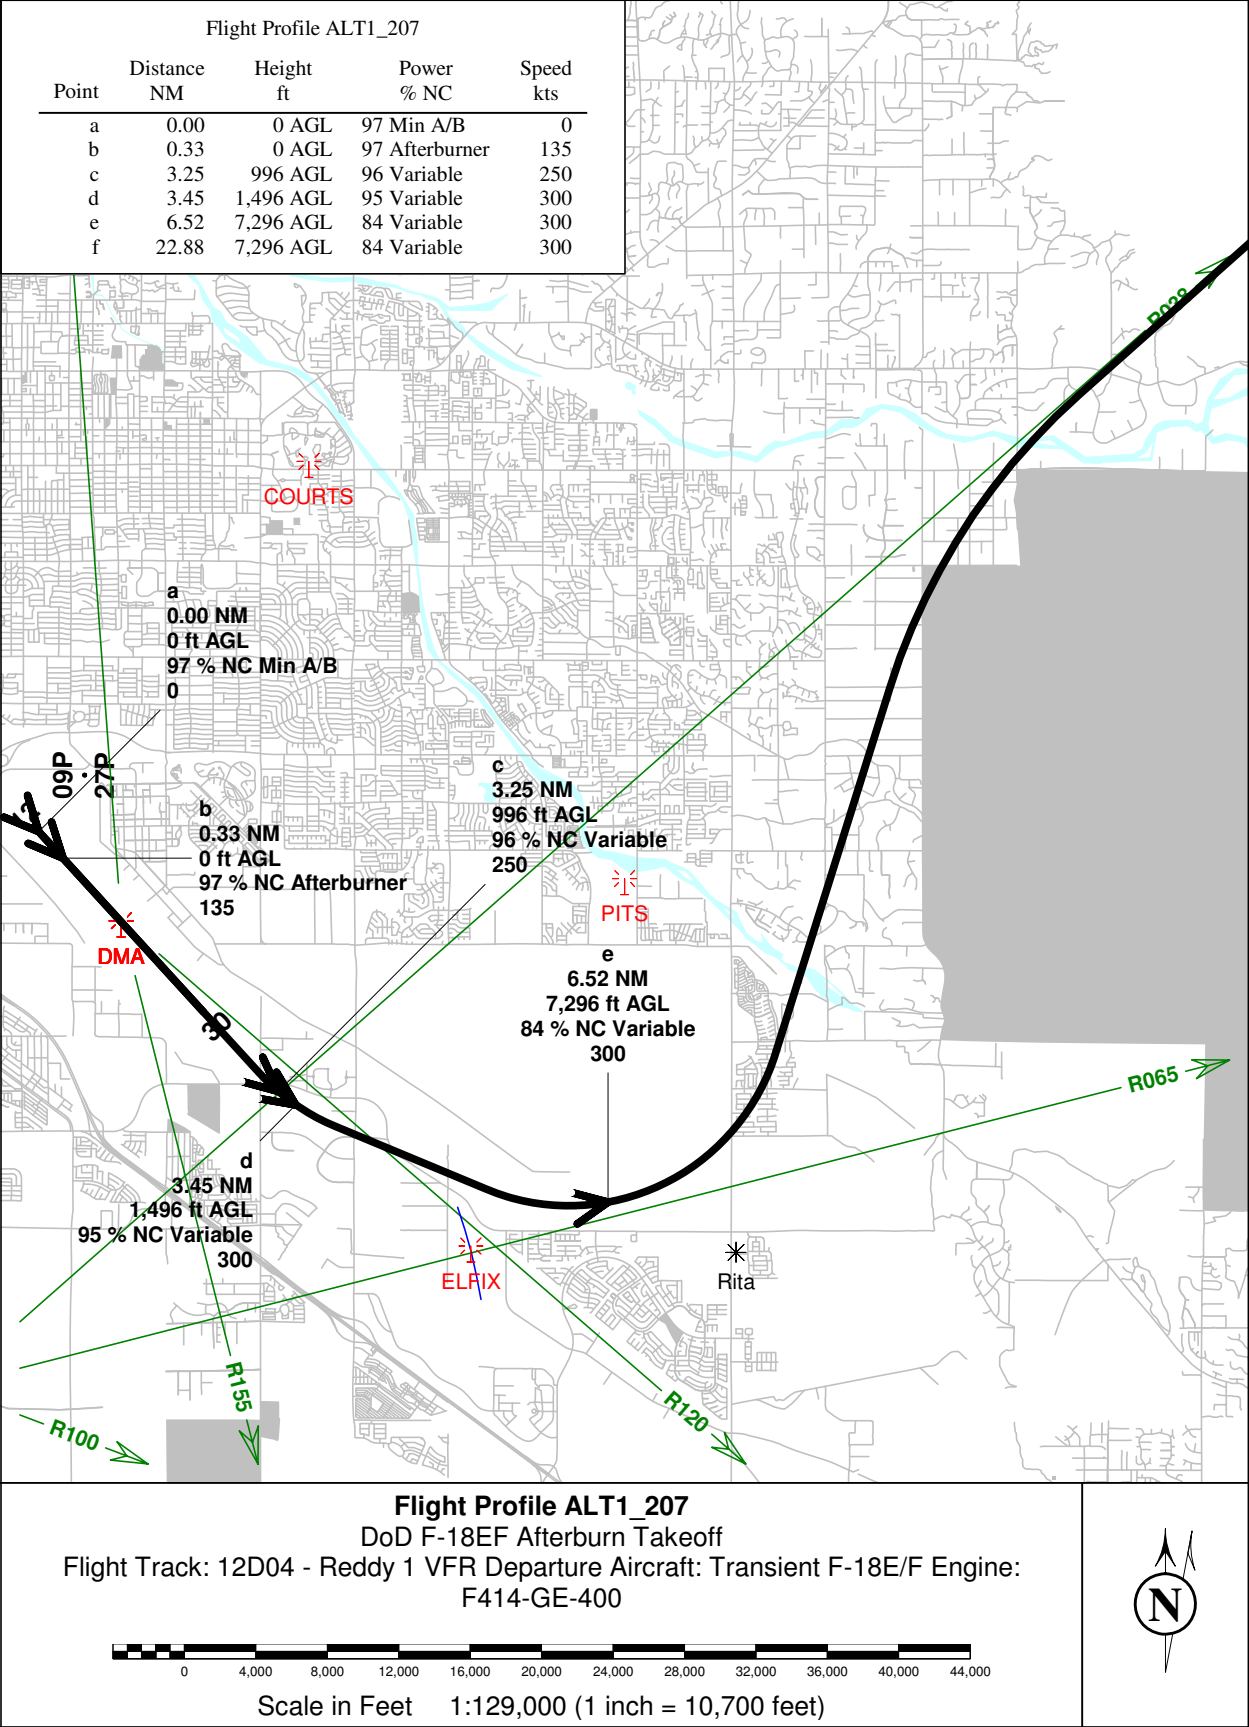 Flight Profile ALT1_207
Distance Height Power Speed
Point NM ft % NC kts
a 0.00 0 AGL 97 Min A/B 0
b 0.33 0 AGL 97 Afterburner 135
c 3.25 996 AGL 96 Variable 250
d 3.45 1,496 AGL 95 Variable 300
e 6.52 7,296 AGL 84 Variable 300
f 22.88 7,296 AGL 84 Variable 300
R028
COURTS
a
0.00 NM
0 ft AGL
97 % NC Min A/B
0
09P
27P
b
0.33 NM
0 ft AGL
97 % NC Afterburner
135
c
3.25 NM
996 ft AGL
96 % NC Variable
250
PITS
DMA
e
6.52 NM
7,296 ft AGL
84 % NC Variable
300
30
R065
d
3.45 NM
1,496 ft AGL
95 % NC Variable
300
ELFIX
Rita
R155
R120
R100
Flight Profile ALT1_207
DoD F-18EF Afterburn Takeoff
Flight Track: 12D04 - Reddy 1 VFR Departure Aircraft: Transient F-18E/F Engine:
F414-GE-400
0 4,000 8,000 12,000 16,000 20,000 24,000 28,000 32,000 36,000 40,000 44,000
Scale in Feet 1:129,000 (1 inch = 10,700 feet)
N